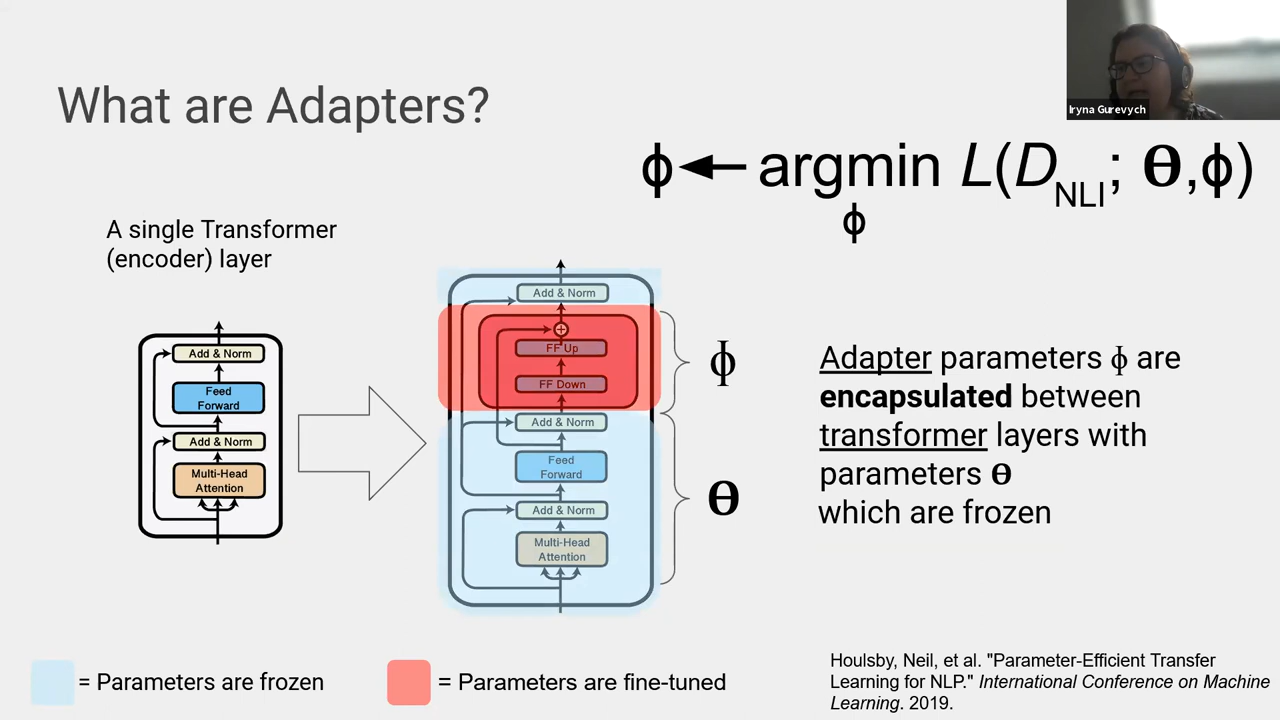 Iryna Gurevych
What are Adapters?
ϕ← argmin L(D_NLI; θ,ϕ)
ϕ
A single Transformer
(encoder) layer
Add & Norm
Feed
Forward
Add & Norm
Multi-Head
Attention
Add & Norm
+
FF Up
FF Down
Add & Norm
Feed
Forward
Add & Norm
Multi-Head
Attention
ϕ
θ
Adapter parameters ϕ are
encapsulated between
transformer layers with
parameters θ
which are frozen
= Parameters are frozen
= Parameters are fine-tuned
Houlsby, Neil, et al. "Parameter-Efficient Transfer
Learning for NLP." International Conference on Machine
Learning. 2019.